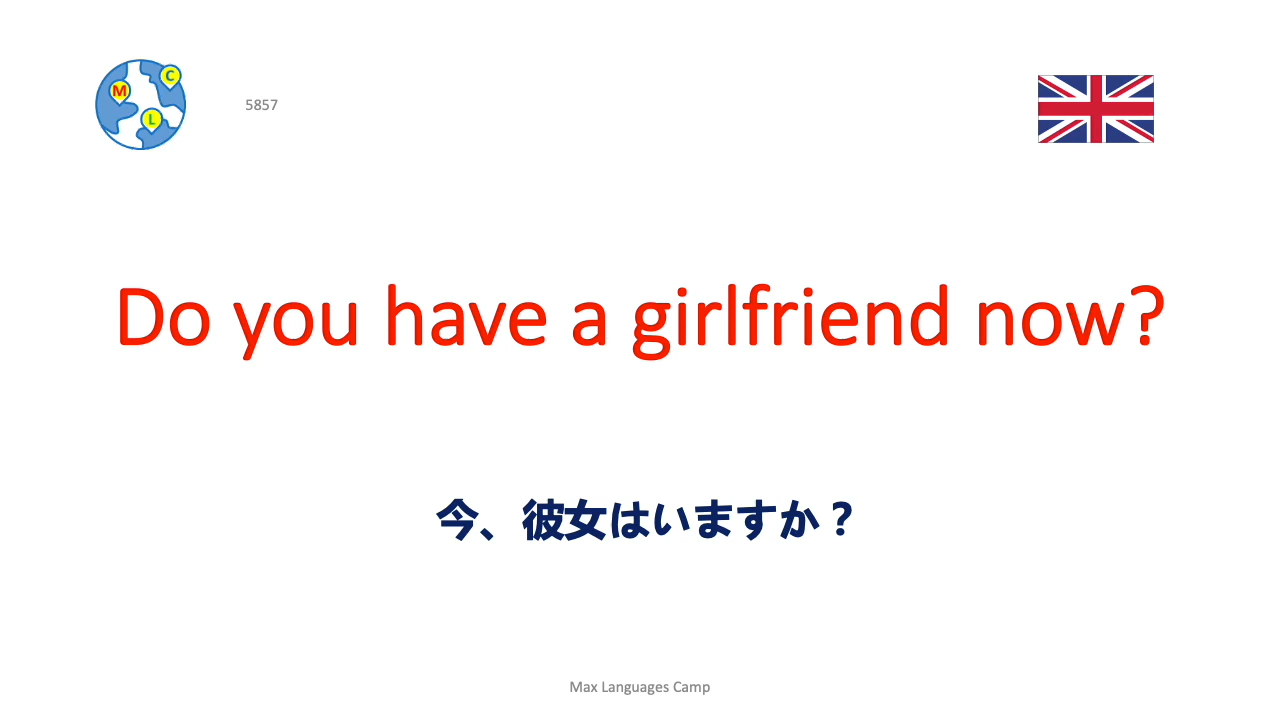 M
C
L
5857
Do you have a girlfriend now?
今、彼女はいますか？
Max Languages Camp